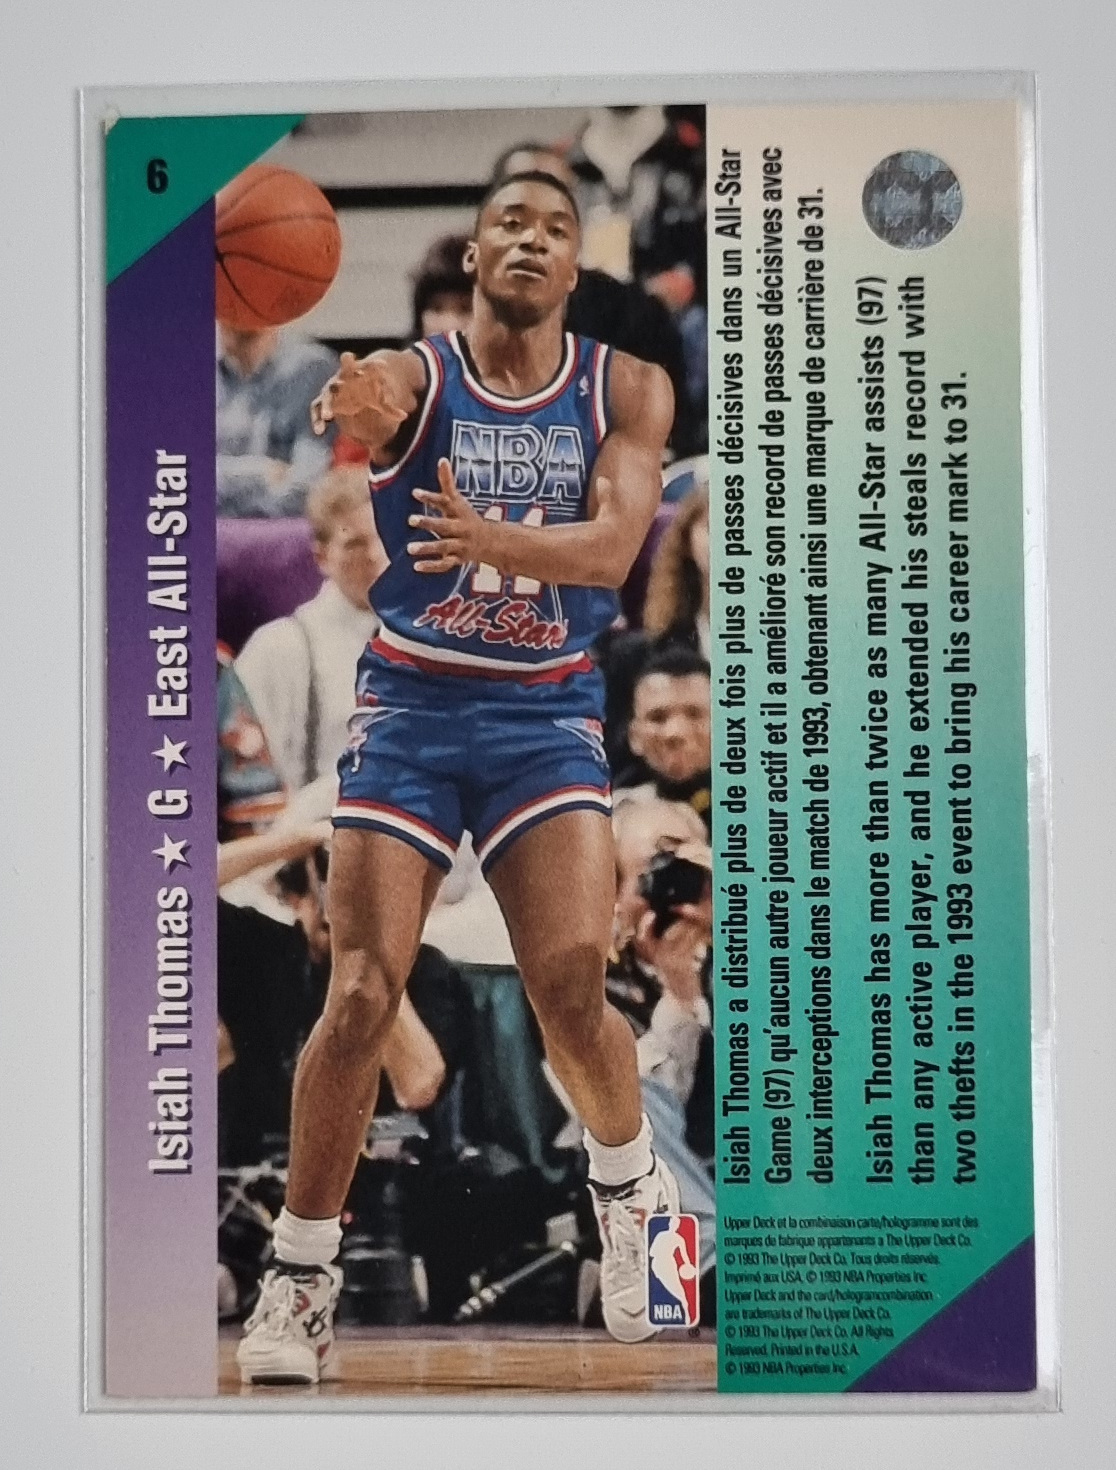 6
Isiah Thomas ★ G ★ East All-Star
NBA
11
All-Star
NBA
Isiah Thomas a distribué plus de deux fois plus de passes décisives dans un All-Star
Game (97) qu'aucun autre joueur actif et il a amélioré son record de passes décisives avec
deux interceptions dans le match de 1993, obtenant ainsi une marque de carrière de 31.
Isiah Thomas has more than twice as many All-Star assists (97)
than any active player, and he extended his steals record with
two thefts in the 1993 event to bring his career mark to 31.
Upper Deck et la combinaison carte/hologramme sont des
marques de fabrique appartenants a The Upper Deck Co.
© 1993 The Upper Deck Co. Tous droits réservés.
Imprimé aux USA. © 1993 NBA Properties Inc.
Upper Deck and the card/hologramcombination
are trademarks of The Upper Deck Co.
© 1993 The Upper Deck Co. All Rights
Reserved. Printed in the U.S.A.
© 1993 NBA Properties Inc.